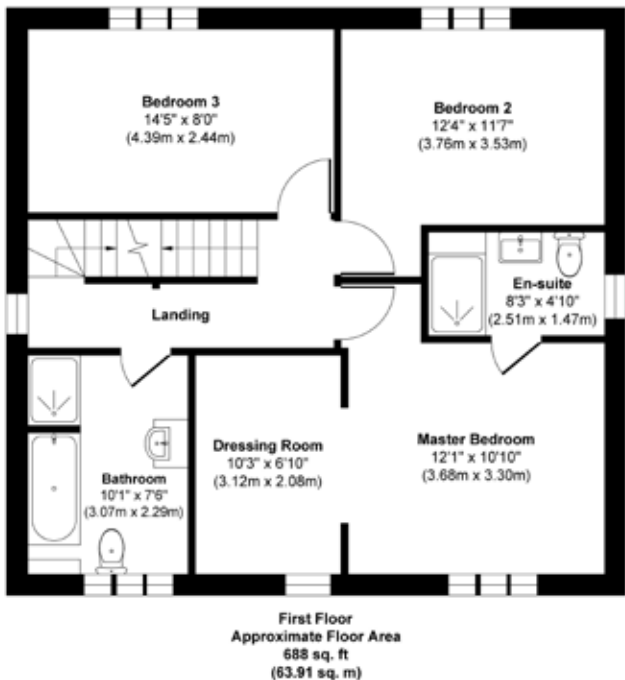 Bedroom 3
14'5" x 8'0"
(4.39m x 2.44m)
Bedroom 2
12'4" x 11'7"
(3.76m x 3.53m)
En-suite
8'3" x 4'10"
(2.51m x 1.47m)
Landing
Master Bedroom
12'1" x 10'10"
(3.68m x 3.30m)
Dressing Room
10'3" x 6'10"
(3.12m x 2.08m)
Bathroom
10'1" x 7'6"
(3.07m x 2.29m)
First Floor
Approximate Floor Area
688 sq. ft
(63.91 sq. m)